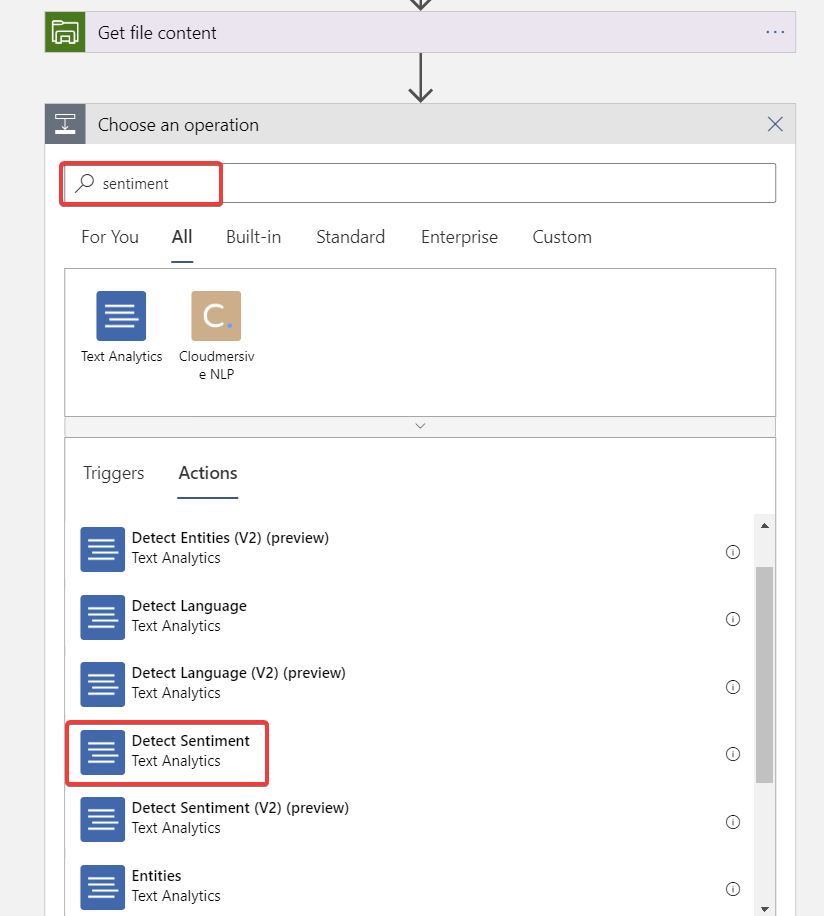 Get file content
...
Choose an operation
sentiment
For You All Built-in Standard Enterprise Custom
C.
Text Analytics Cloudmersiv
e NLP
Triggers Actions
Detect Entities (V2) (preview)
Text Analytics
Detect Language
Text Analytics
Detect Language (V2) (preview)
Text Analytics
Detect Sentiment
Text Analytics
Detect Sentiment (V2) (preview)
Text Analytics
Entities
Text Analytics